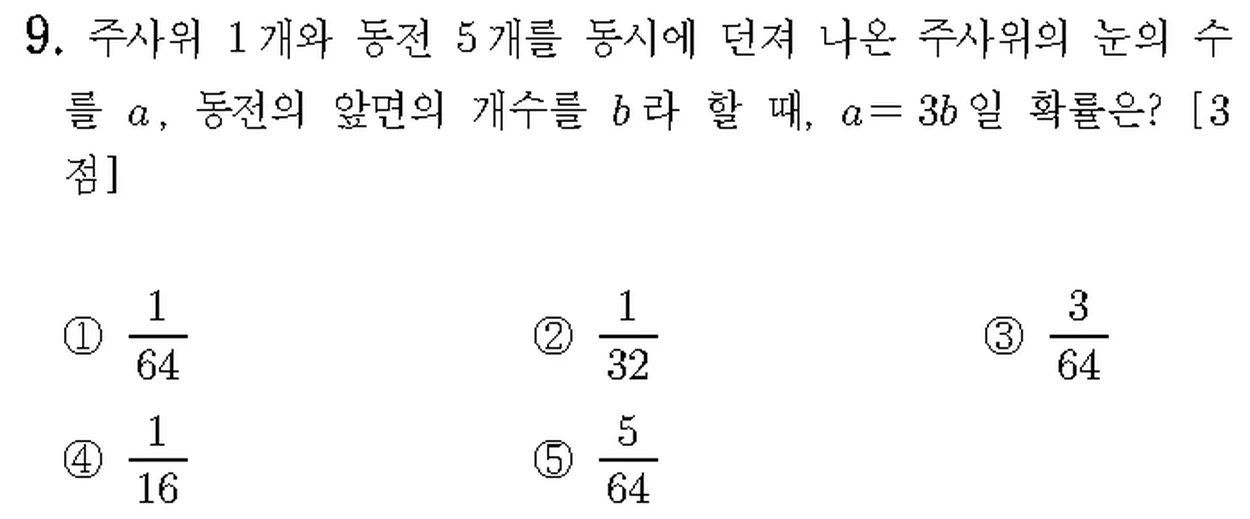 9. 주사위 1개와 동전 5개를 동시에 던져 나온 주사위의 눈의 수
를 a, 동전의 앞면의 개수를 b라 할 때, a= 3b일 확률은? [3
점]
① 1/64 ② 1/32 ③ 3/64
④ 1/16 ⑤ 5/64